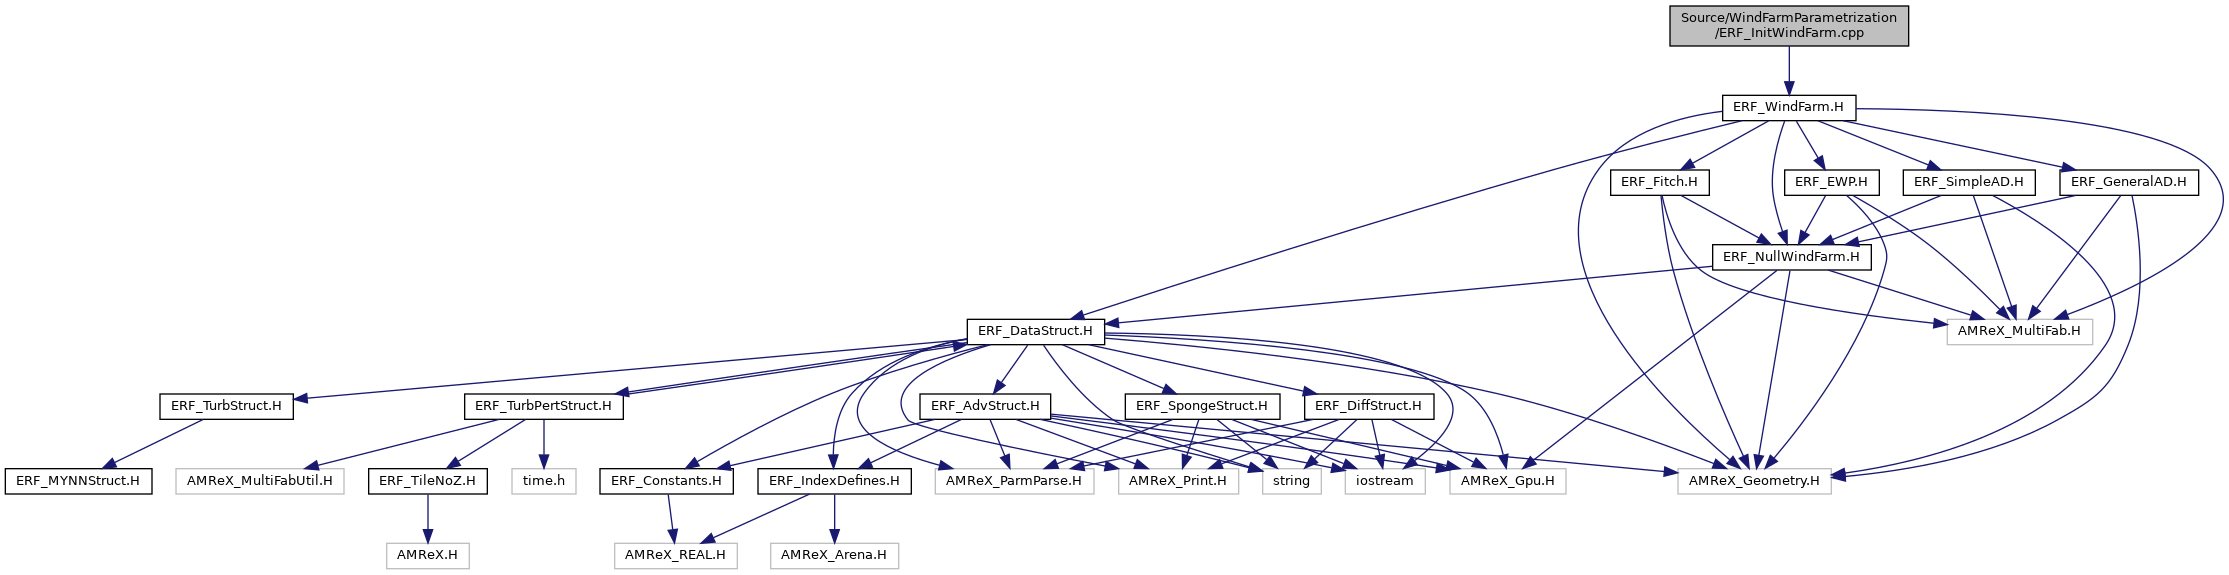 Source/WindFarmParametrization
/ERF_InitWindFarm.cpp
ERF_WindFarm.H
ERF_Fitch.H
ERF_EWP.H
ERF_SimpleAD.H
ERF_GeneralAD.H
ERF_NullWindFarm.H
ERF_DataStruct.H
AMReX_MultiFab.H
ERF_TurbStruct.H
ERF_TurbPertStruct.H
ERF_AdvStruct.H
ERF_SpongeStruct.H
ERF_DiffStruct.H
ERF_MYNNStruct.H
AMReX_MultiFabUtil.H
ERF_TileNoZ.H
time.h
ERF_Constants.H
ERF_IndexDefines.H
AMReX_ParmParse.H
AMReX_Print.H
string
iostream
AMReX_Gpu.H
AMReX_Geometry.H
AMReX.H
AMReX_REAL.H
AMReX_Arena.H